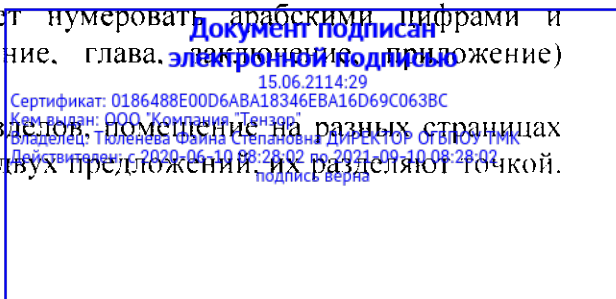 ет нумеровать арабскими цифрами и
Документ подписан
ние, глава, заключение, приложение)
электронной подписью
15.06.2114:29
Сертификат: 0186488E00D6ABA18346EBA16D69C063BC
Кем выдан: ООО "Компания "Тензор"
зделов, помещение на разных страницах
Владелец: Тюленева Фаина Степановна ДИРЕКТОР ОГБПОУ ТМК
Действителен: с 2020-06-10 08:28:02 по 2021-09-10 08:28:02
двух предложений, их разделяют точкой.
подпись верна